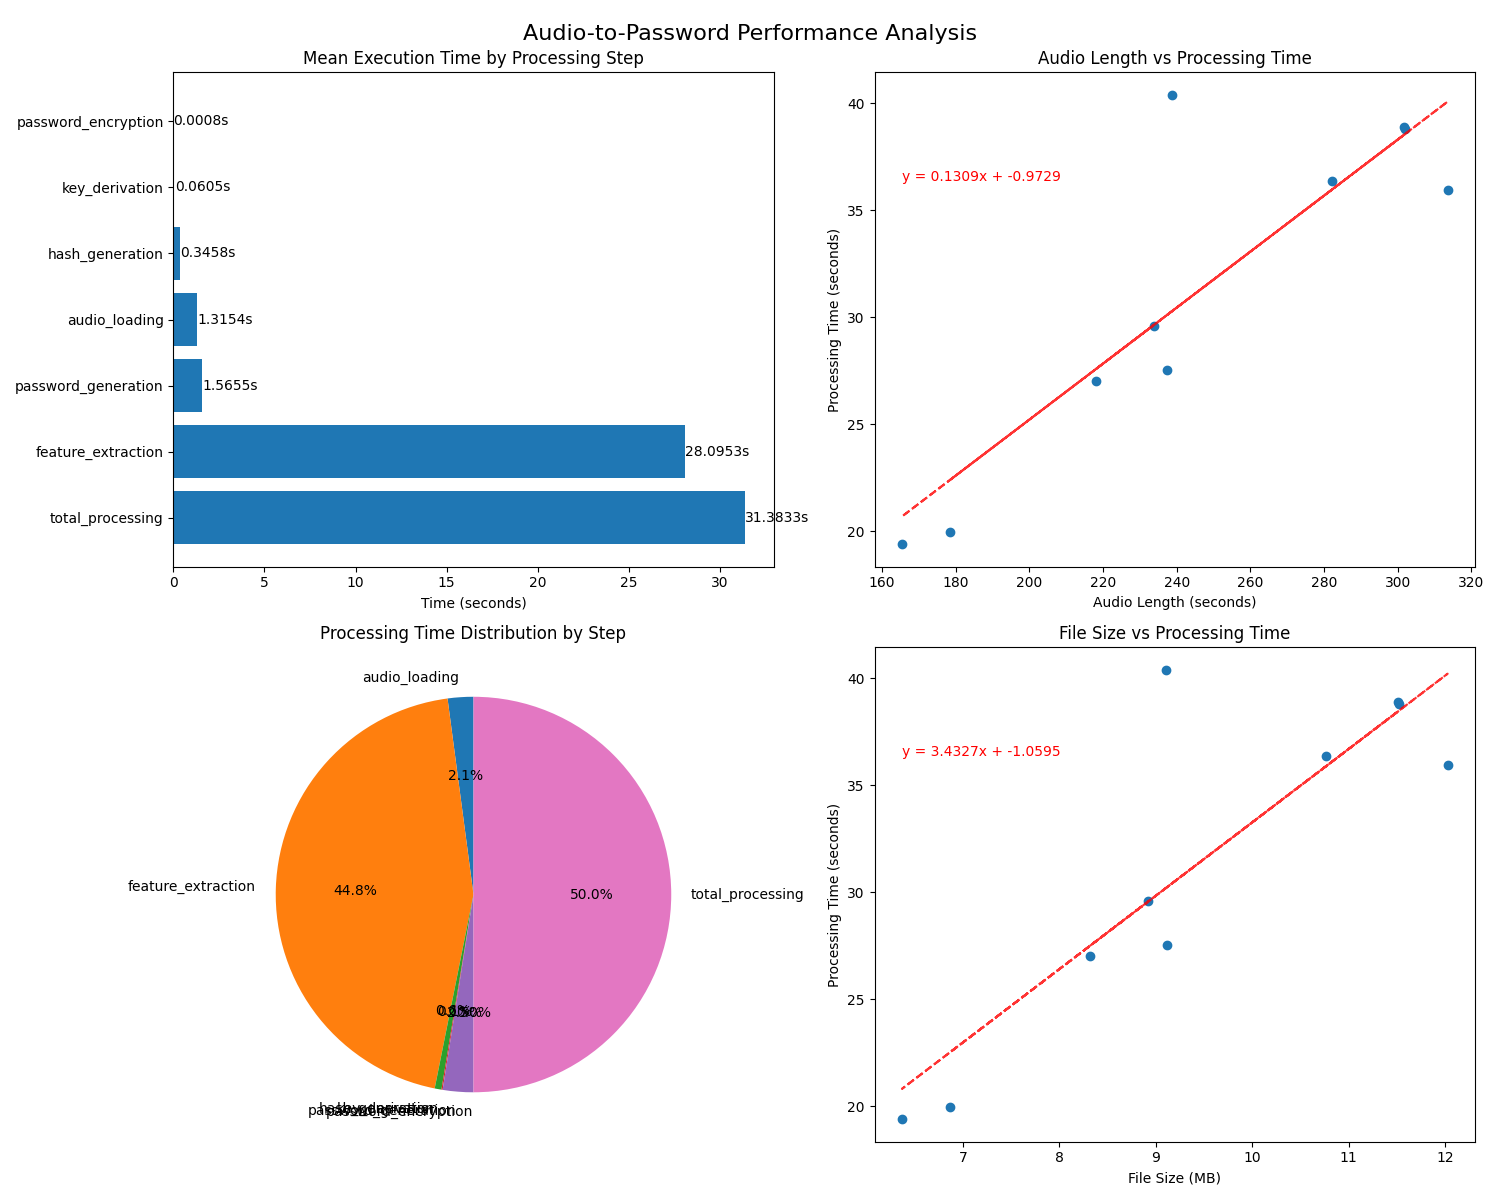 Audio-to-Password Performance Analysis
Mean Execution Time by Processing Step
password_encryption 0.0008s
key_derivation 0.0605s
hash_generation 0.3458s
audio_loading 1.3154s
password_generation 1.5655s
feature_extraction 28.0953s
total_processing 31.3833s
0 5 10 15 20 25 30
Time (seconds)
Audio Length vs Processing Time
40
y = 0.1309x + -0.9729
35
30
25
20
Processing Time (seconds)
160 180 200 220 240 260 280 300 320
Audio Length (seconds)
Processing Time Distribution by Step
audio_loading
2.1%
feature_extraction
44.8%
50.0%
total_processing
File Size vs Processing Time
40
y = 3.4327x + -1.0595
35
30
25
20
Processing Time (seconds)
7 8 9 10 11 12
File Size (MB)